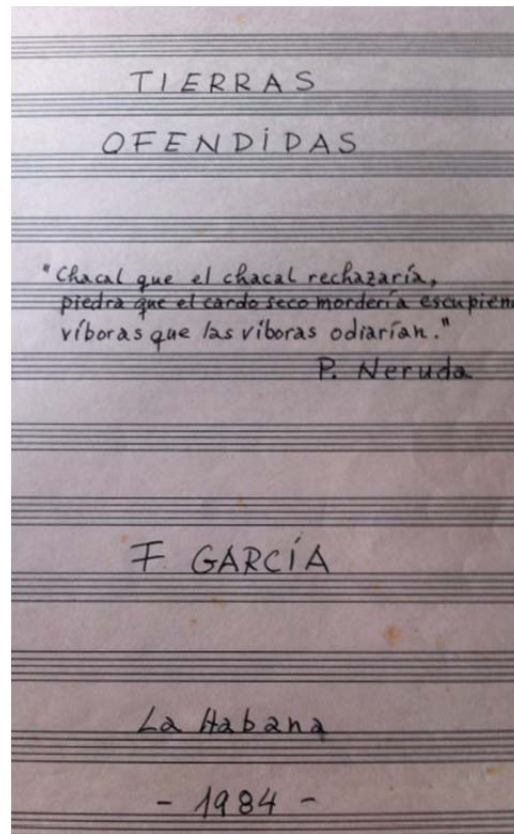 TIERRAS
OFENDIDAS
"Chacal que el chacal rechazaría,
piedra que el cardo seco mordería escupien
víboras que las víboras odiarían."
P. Neruda
F GARCÍA
La Habana
- 1984 -